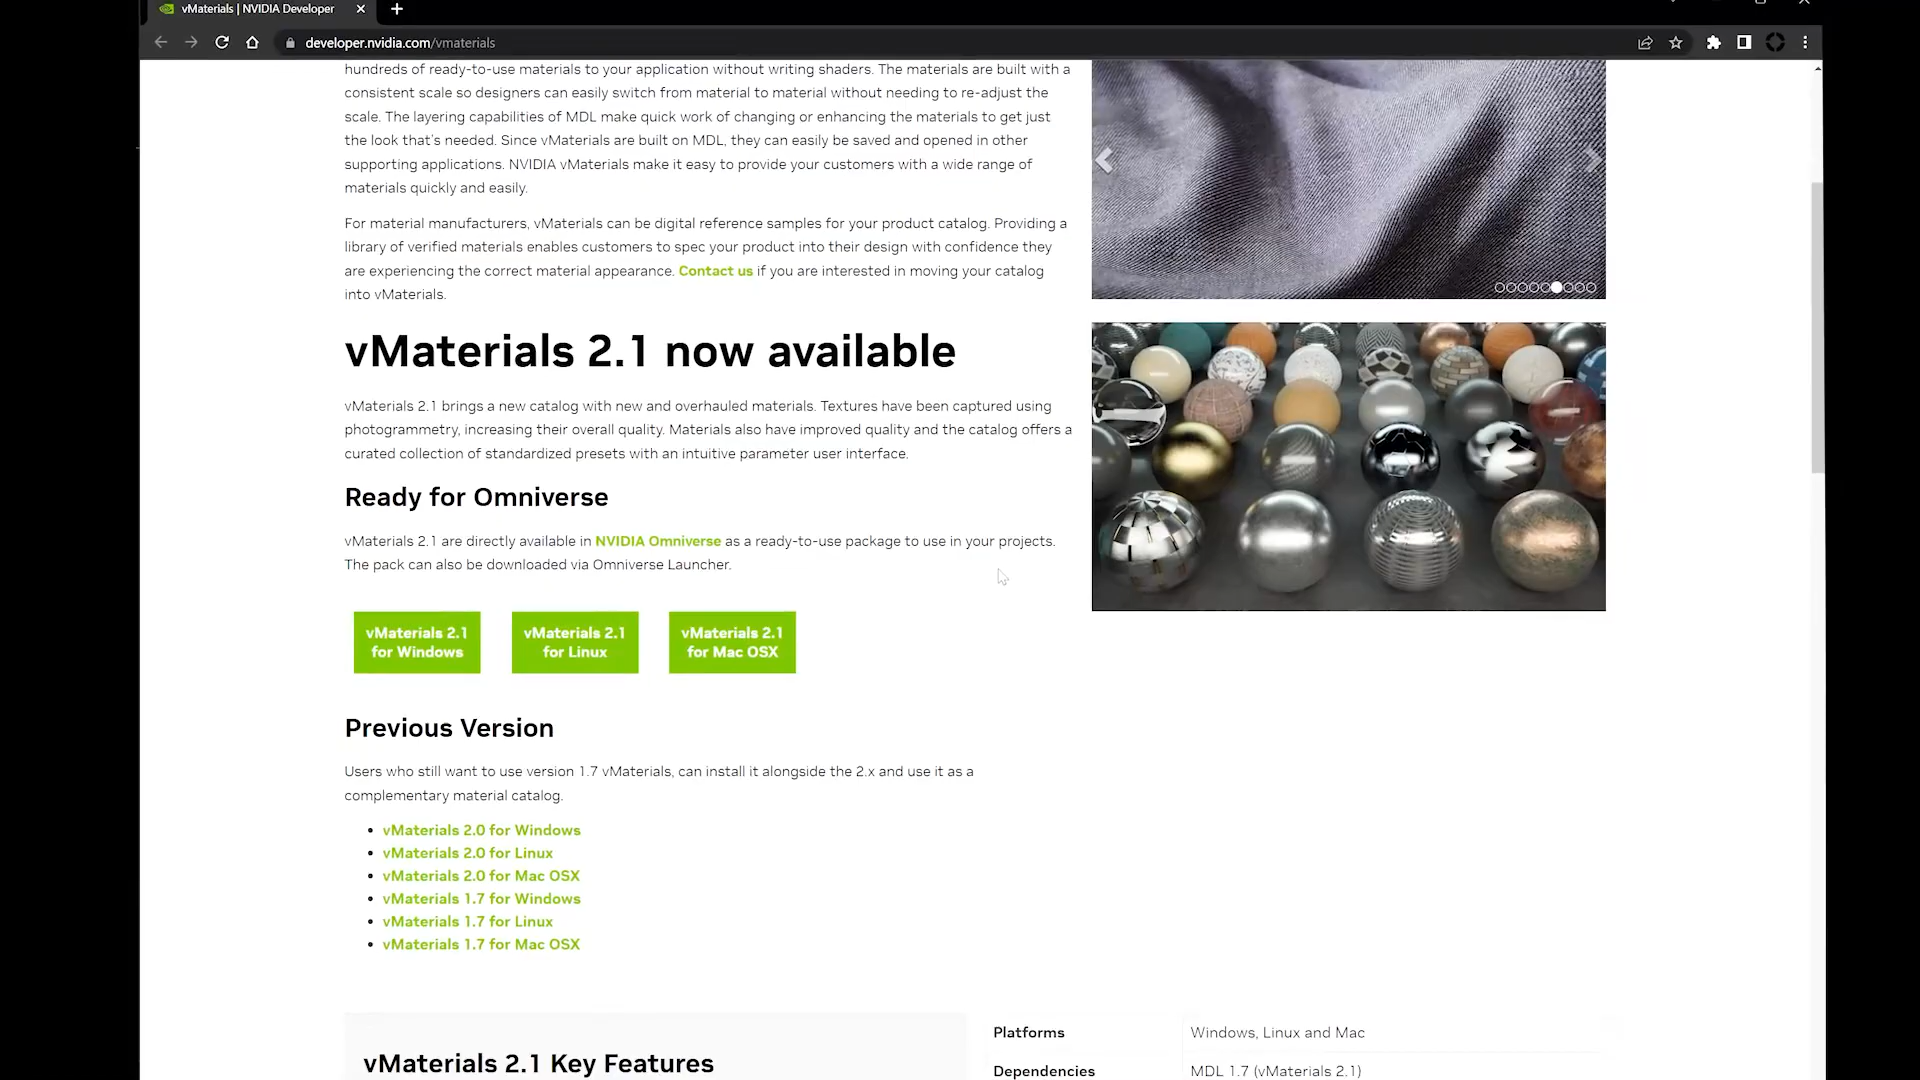 vMaterials | NVIDIA Developer
developer.nvidia.com/vmaterials
hundreds of ready-to-use materials to your application without writing shaders. The materials are built with a
consistent scale so designers can easily switch from material to material without needing to re-adjust the
scale. The layering capabilities of MDL make quick work of changing or enhancing the materials to get just
the look that's needed. Since vMaterials are built on MDL, they can easily be saved and opened in other
supporting applications. NVIDIA vMaterials make it easy to provide your customers with a wide range of
materials quickly and easily.
For material manufacturers, vMaterials can be digital reference samples for your product catalog. Providing a
library of verified materials enables customers to spec your product into their design with confidence they
are experiencing the correct material appearance. Contact us if you are interested in moving your catalog
into vMaterials.
vMaterials 2.1 now available
vMaterials 2.1 brings a new catalog with new and overhauled materials. Textures have been captured using
photogrammetry, increasing their overall quality. Materials also have improved quality and the catalog offers a
curated collection of standardized presets with an intuitive parameter user interface.
Ready for Omniverse
vMaterials 2.1 are directly available in NVIDIA Omniverse as a ready-to-use package to use in your projects.
The pack can also be downloaded via Omniverse Launcher.
vMaterials 2.1
for Windows
vMaterials 2.1
for Linux
vMaterials 2.1
for Mac OSX
Previous Version
Users who still want to use version 1.7 vMaterials, can install it alongside the 2.x and use it as a
complementary material catalog.
• vMaterials 2.0 for Windows
• vMaterials 2.0 for Linux
• vMaterials 2.0 for Mac OSX
• vMaterials 1.7 for Windows
• vMaterials 1.7 for Linux
• vMaterials 1.7 for Mac OSX
vMaterials 2.1 Key Features
Platforms Windows, Linux and Mac
Dependencies MDL 1.7 (vMaterials 2.1)